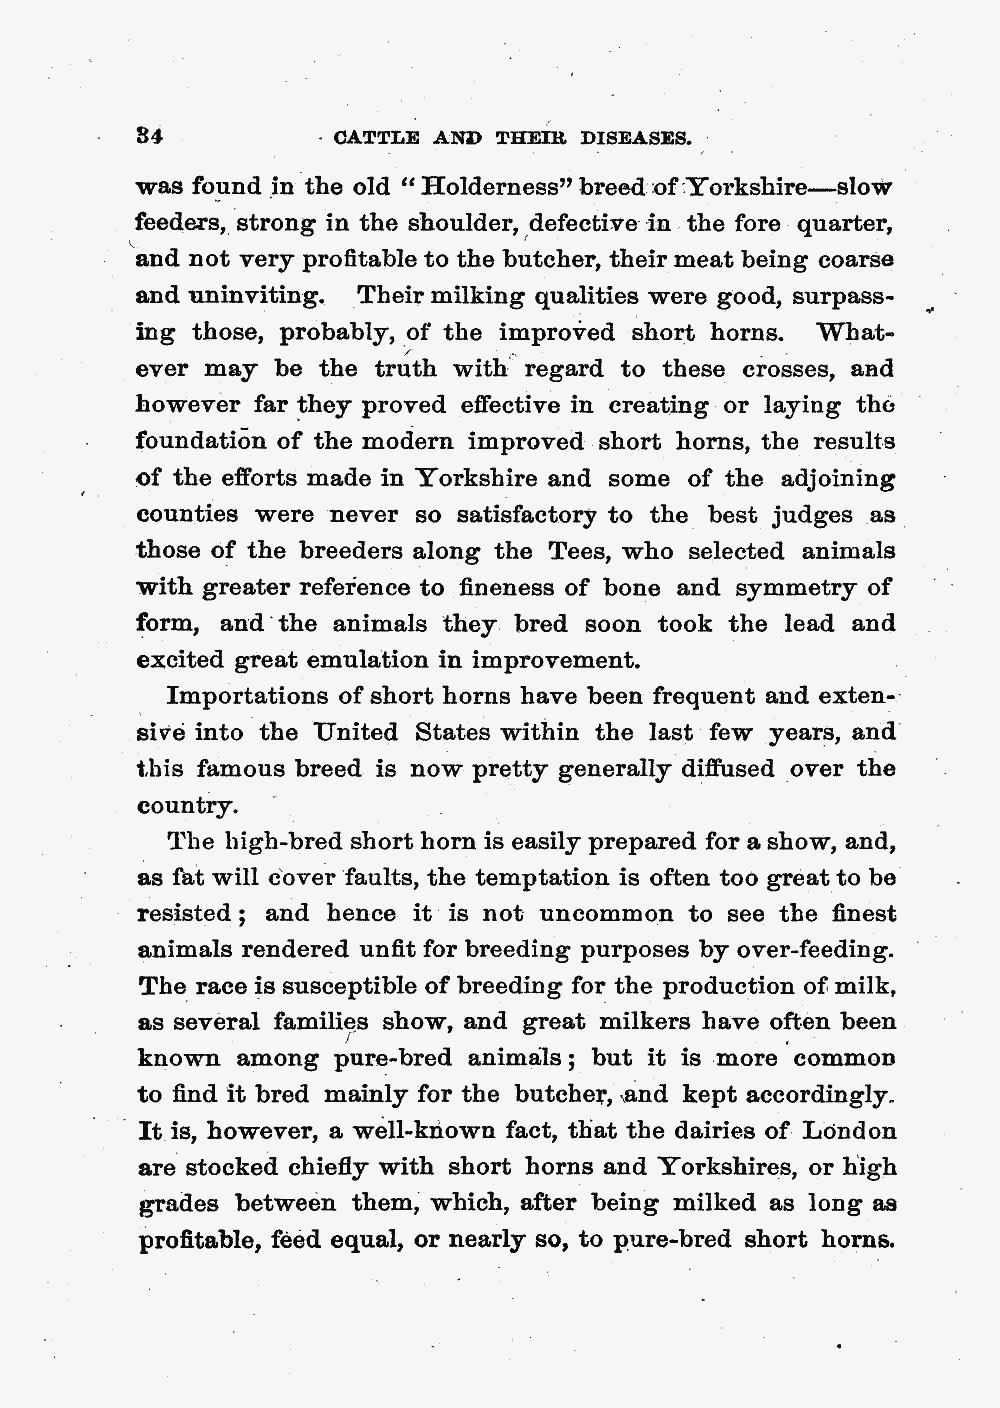 34 CATTLE AND THEIR DISEASES.
was found in the old “Holderness” breed of Yorkshire—slow
feeders, strong in the shoulder, defective in the fore quarter,
and not very profitable to the butcher, their meat being coarse
and uninviting. Their milking qualities were good, surpass-
ing those, probably, of the improved short horns. What-
ever may be the truth with regard to these crosses, and
however far they proved effective in creating or laying the
foundation of the modern improved short horns, the results
of the efforts made in Yorkshire and some of the adjoining
counties were never so satisfactory to the best judges as
those of the breeders along the Tees, who selected animals
with greater reference to fineness of bone and symmetry of
form, and the animals they bred soon took the lead and
excited great emulation in improvement.
Importations of short horns have been frequent and exten-
sive into the United States within the last few years, and
this famous breed is now pretty generally diffused over the
country.
The high-bred short horn is easily prepared for a show, and,
as fat will cover faults, the temptation is often too great to be
resisted; and hence it is not uncommon to see the finest
animals rendered unfit for breeding purposes by over-feeding.
The race is susceptible of breeding for the production of milk,
as several families show, and great milkers have often been
known among pure-bred animals; but it is more common
to find it bred mainly for the butcher, and kept accordingly.
It is, however, a well-known fact, that the dairies of London
are stocked chiefly with short horns and Yorkshires, or high
grades between them, which, after being milked as long as
profitable, feed equal, or nearly so, to pure-bred short horns.